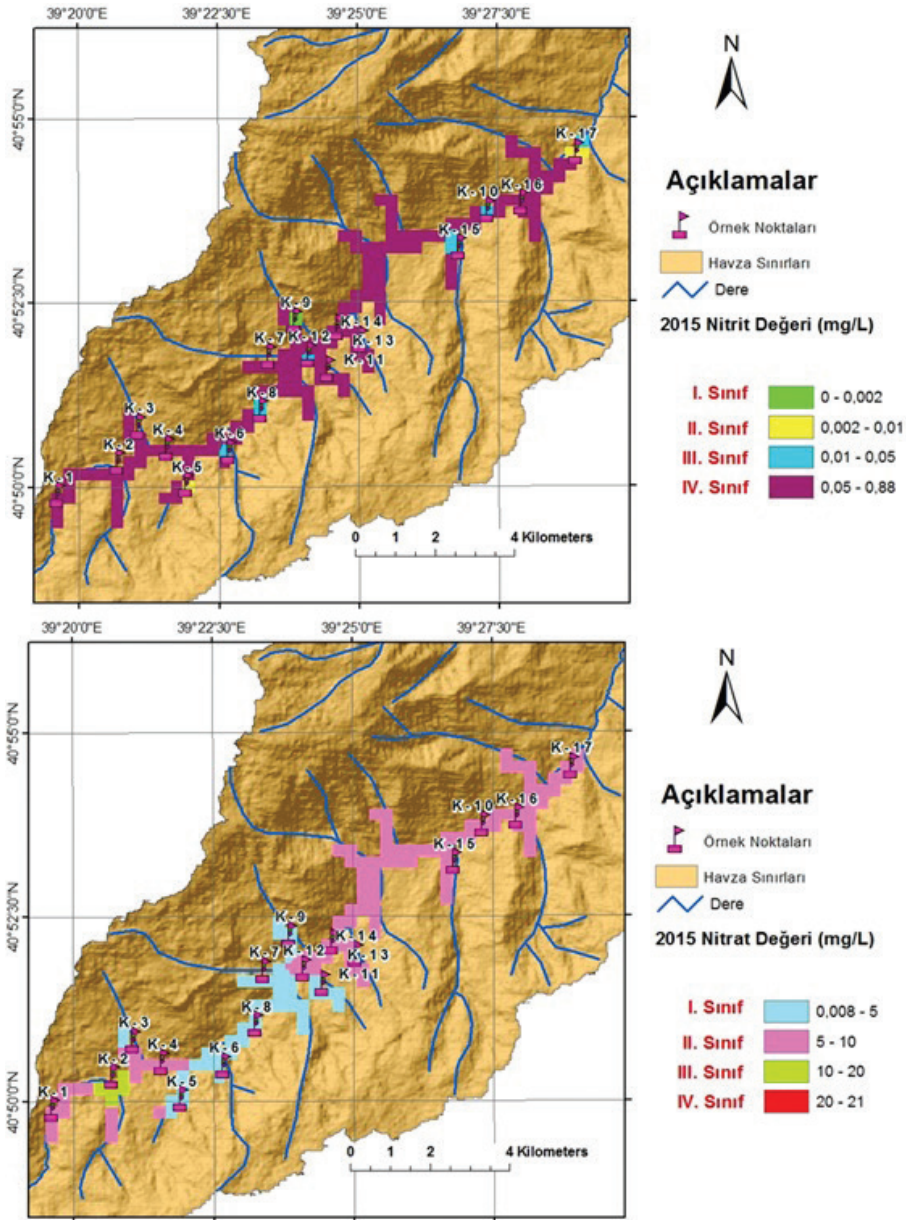 39°20'0"E 39°22'30"E 39°25'0"E 39°27'30"E
40°55'0"N
40°52'30"N
40°50'0"N
K - 17
K - 10
K - 16
K - 15
K - 9
K - 14
K - 7
K - 12
K - 13
K - 11
K - 8
K - 3
K - 4
K - 6
K - 2
K - 5
K - 1
0 1 2 4 Kilometers
N
Açıklamalar
Örnek Noktaları
Havza Sınırları
Dere
2015 Nitrit Değeri (mg/L)
I. Sınıf 0 - 0,002
II. Sınıf 0,002 - 0,01
III. Sınıf 0,01 - 0,05
IV. Sınıf 0,05 - 0,88
39°20'0"E 39°22'30"E 39°25'0"E 39°27'30"E
40°55'0"N
40°52'30"N
40°50'0"N
K - 17
K - 10
K - 16
K - 15
K - 9
K - 14
K - 7
K - 12
K - 13
K - 11
K - 8
K - 3
K - 4
K - 6
K - 2
K - 5
K - 1
0 1 2 4 Kilometers
N
Açıklamalar
Örnek Noktaları
Havza Sınırları
Dere
2015 Nitrat Değeri (mg/L)
I. Sınıf 0,008 - 5
II. Sınıf 5 - 10
III. Sınıf 10 - 20
IV. Sınıf 20 - 21